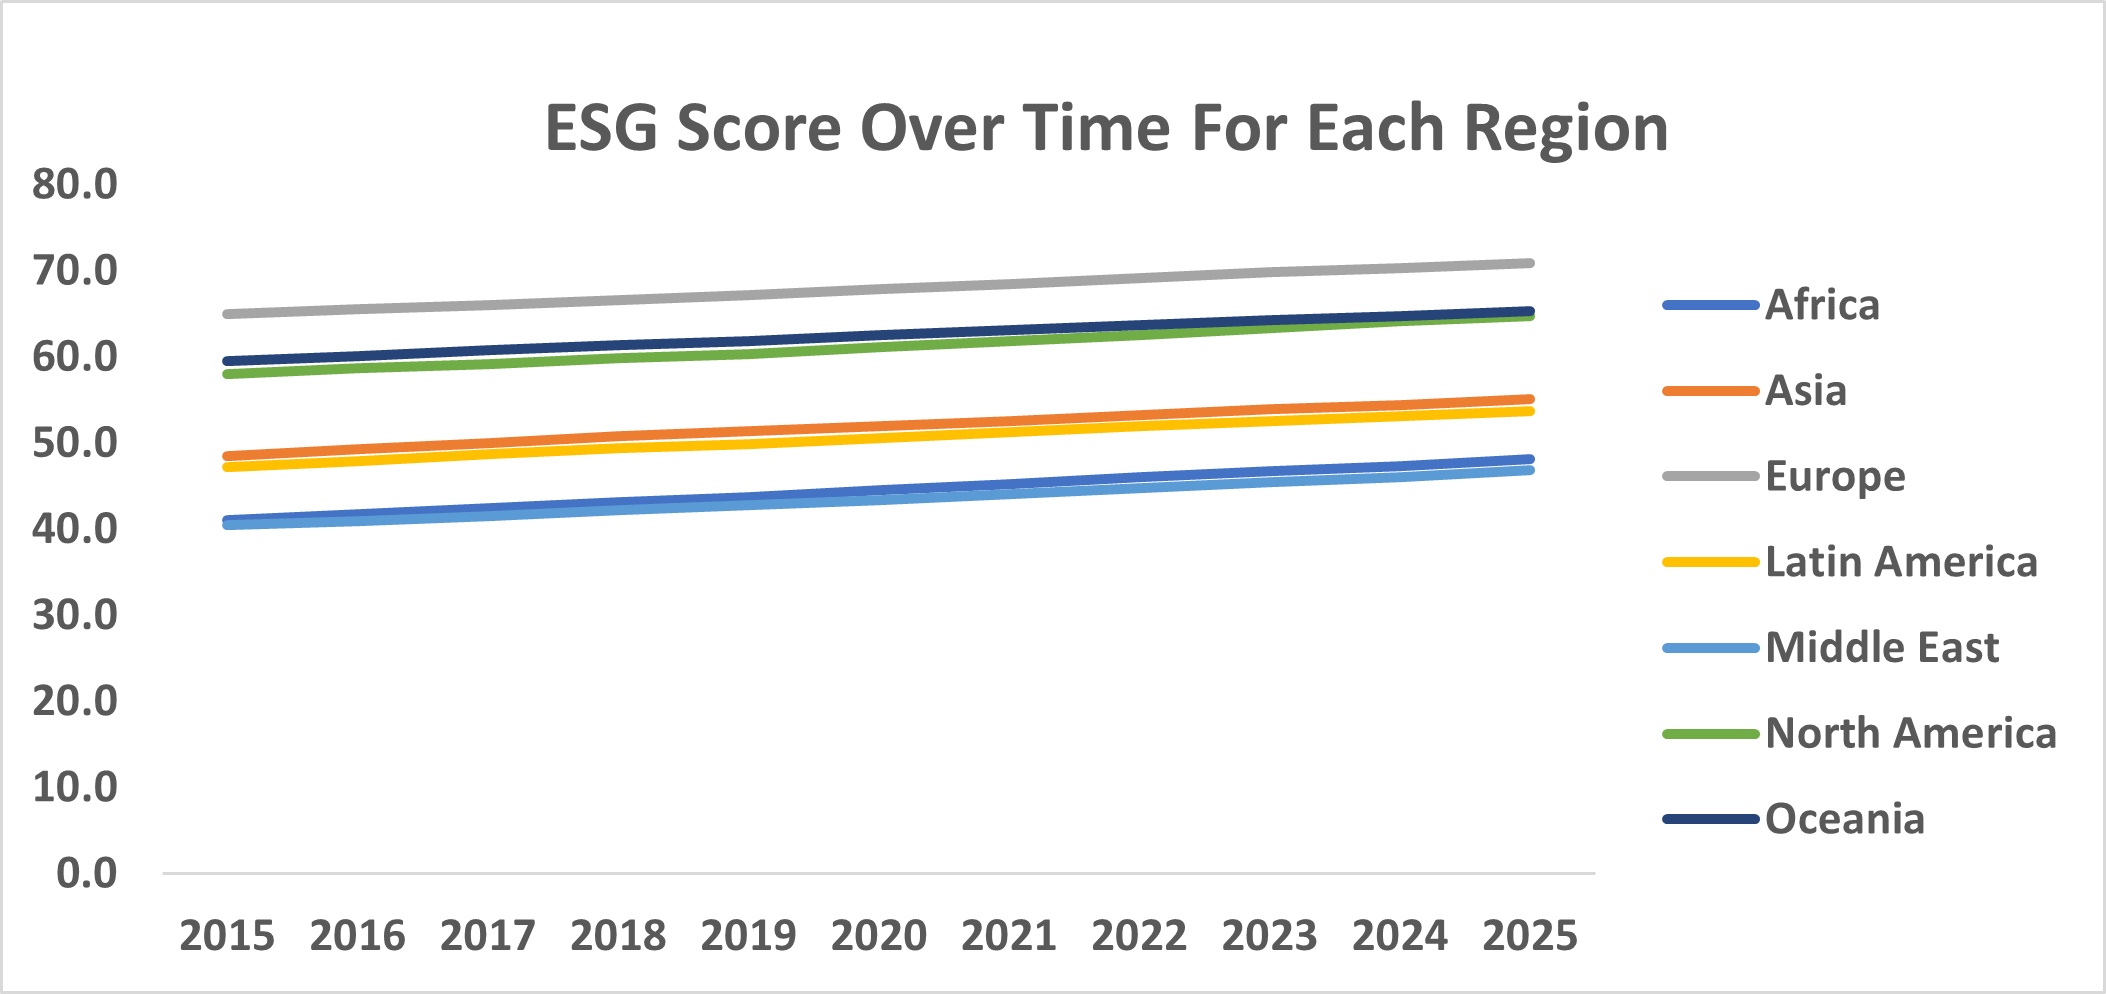 ESG Score Over Time For Each Region
80.0
70.0
60.0
50.0
40.0
30.0
20.0
10.0
0.0
2015 2016 2017 2018 2019 2020 2021 2022 2023 2024 2025
Africa
Asia
Europe
Latin America
Middle East
North America
Oceania